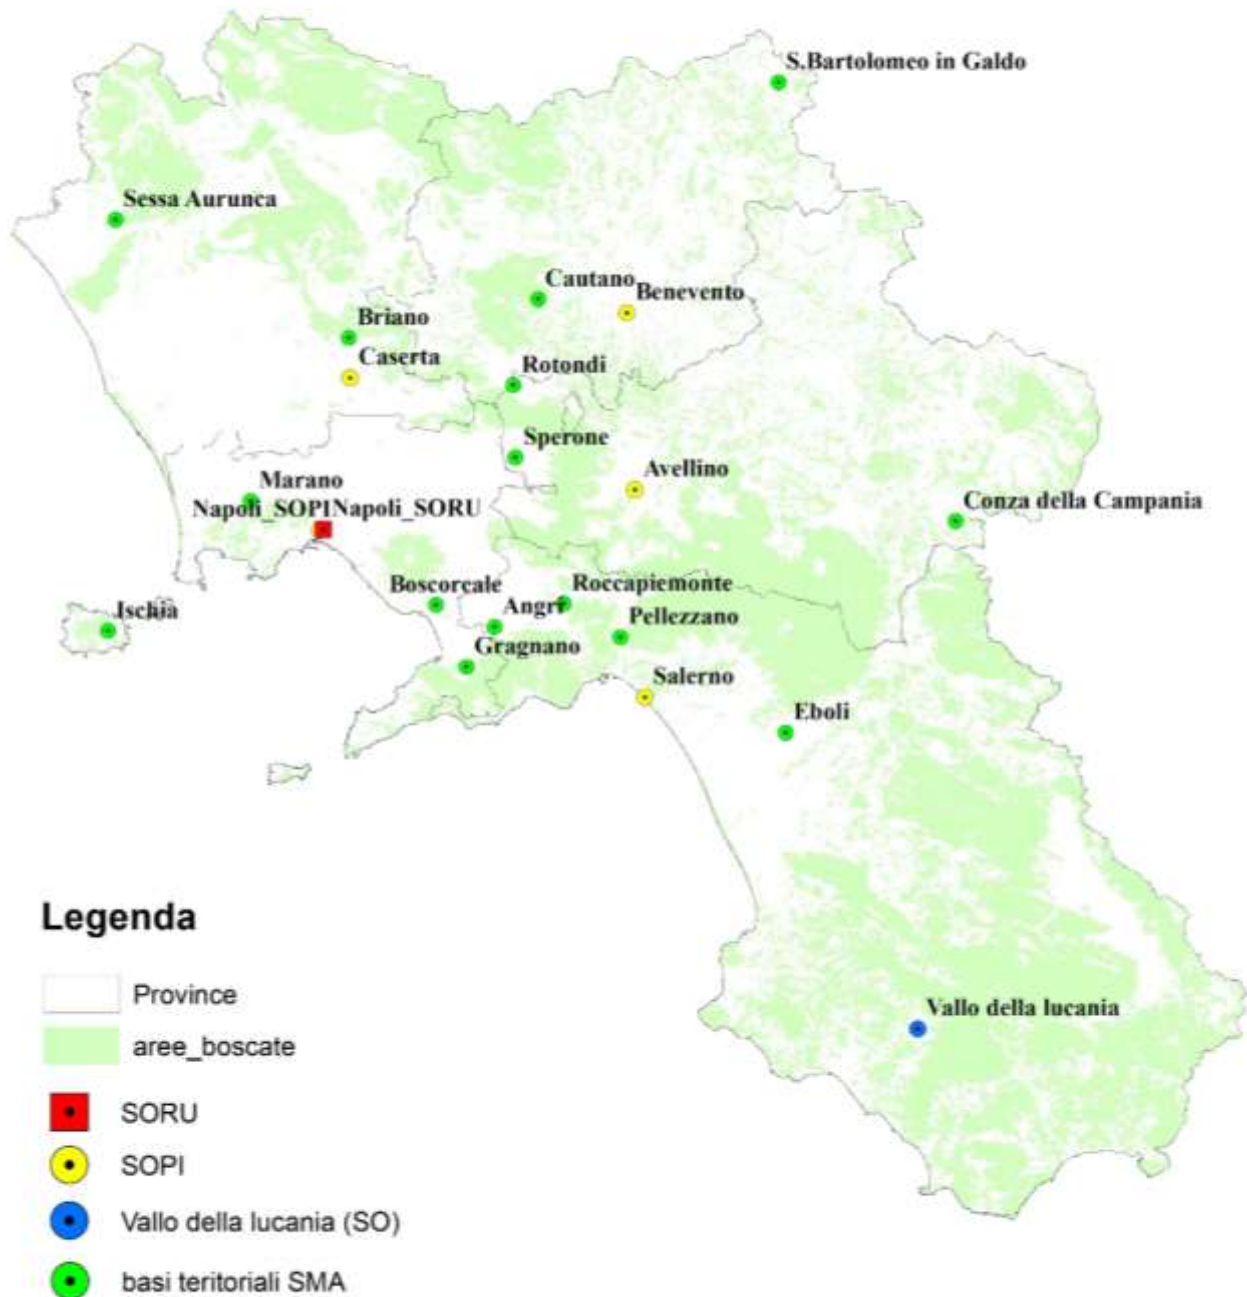 S.Bartolomeo in Galdo
Sessa Aurunca
Cautano
Benevento
Briano
Caserta
Rotondi
Sperone
Avellino
Marano
Napoli_SOPINapoli_SORU
Conza della Campania
Boscoreale
Roccapiemonte
Ischia
Angri
Pellezzano
Gragnano
Salerno
Eboli
Vallo della lucania
Legenda
Province
aree_boscate
SORU
SOPI
Vallo della lucania (SO)
basi teritoriali SMA